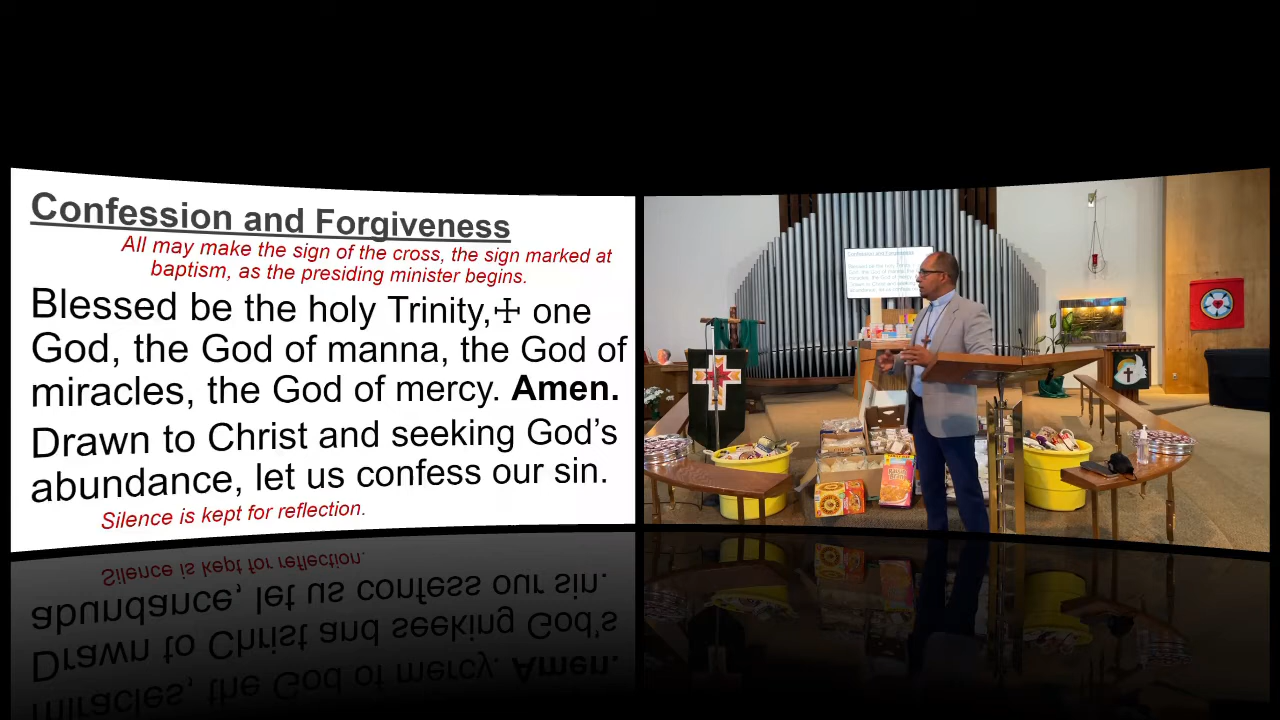 Confession and Forgiveness
All may make the sign of the cross, the sign marked at
baptism, as the presiding minister begins.
Blessed be the holy Trinity,☩ one
God, the God of manna, the God of
miracles, the God of mercy. Amen.
Drawn to Christ and seeking God’s
abundance, let us confess our sin.
Silence is kept for reflection.